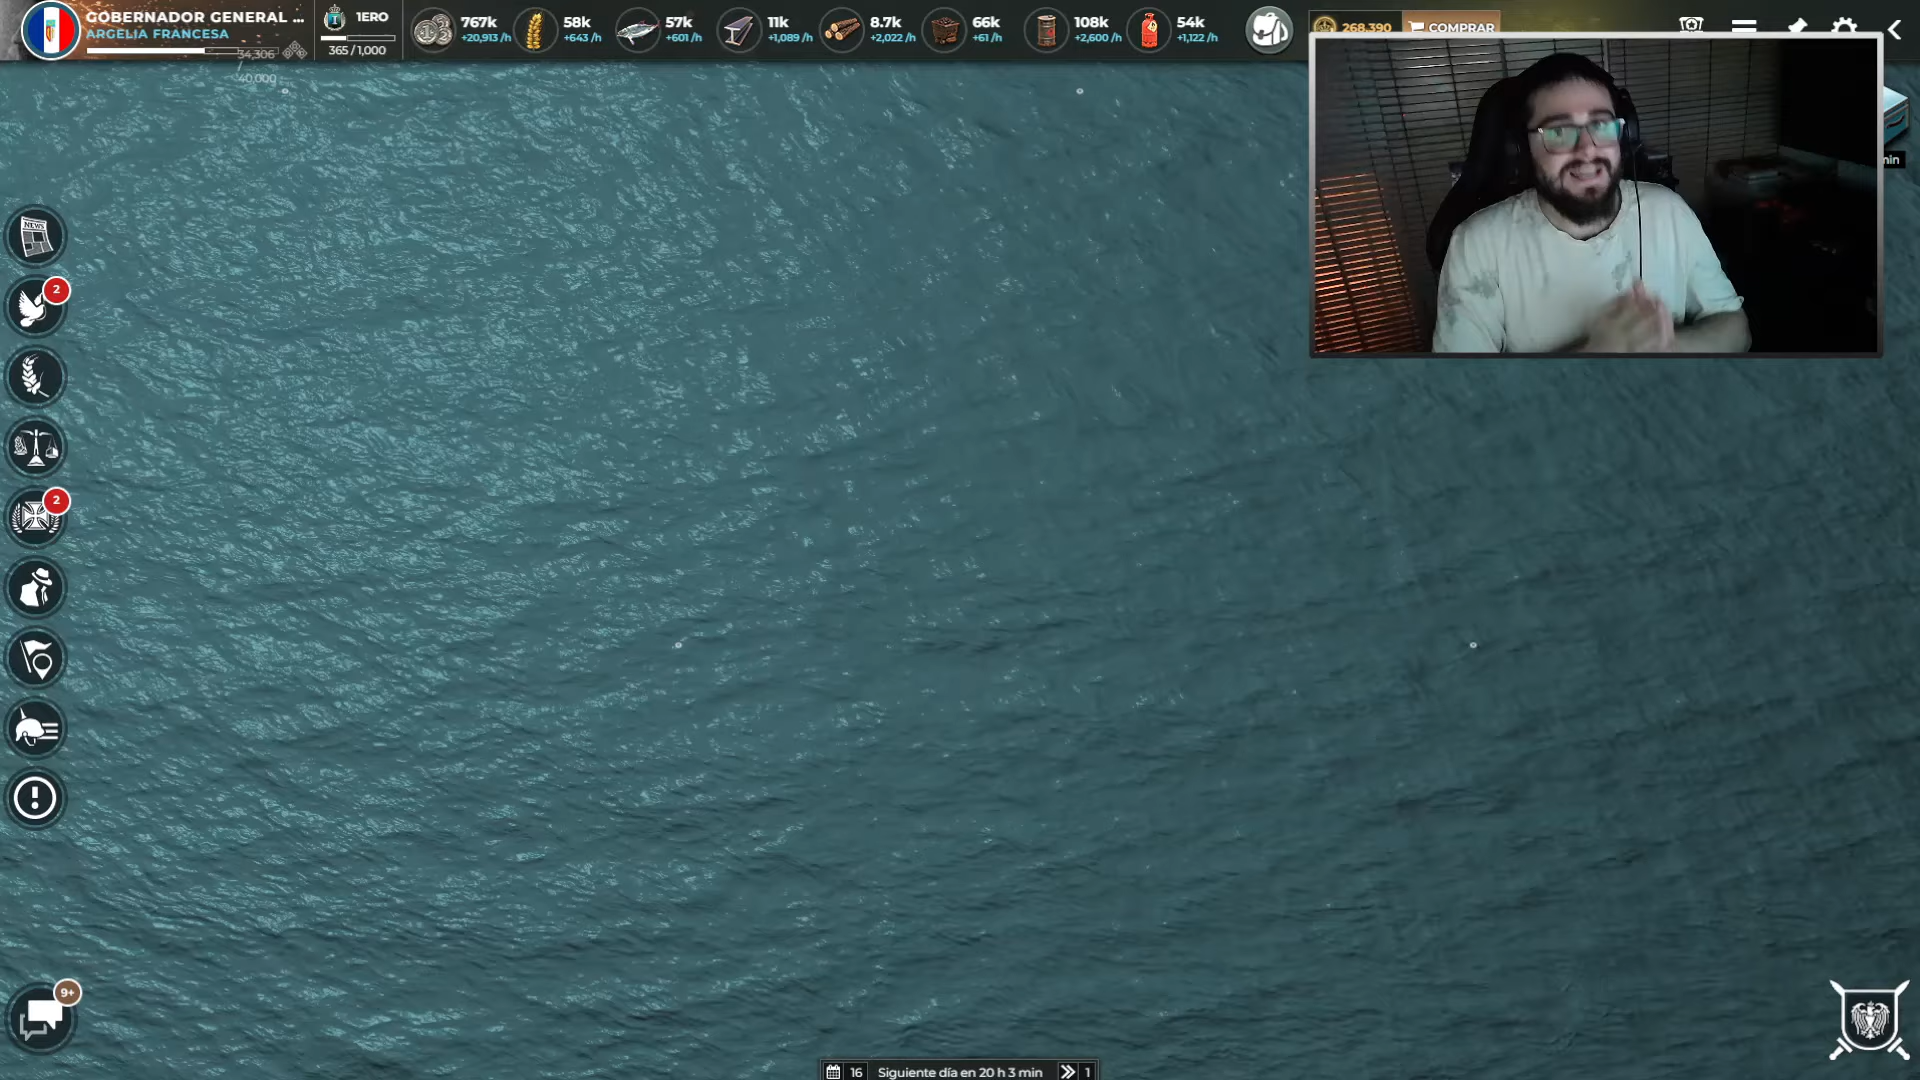 GOBERNADOR GENERAL ...
ARGELIA FRANCESA
34,306
/
40,000
1ERO
365 / 1,000
767k
+20,913 /h
58k
+643 /h
57k
+601 /h
11k
+1,089 /h
8.7k
+2,022 /h
66k
+61 /h
108k
+2,600 /h
54k
+1,122 /h
268,390
COMPRAR
min
NEWS
2
2
9+
16
Siguiente día en 20 h 3 min
1